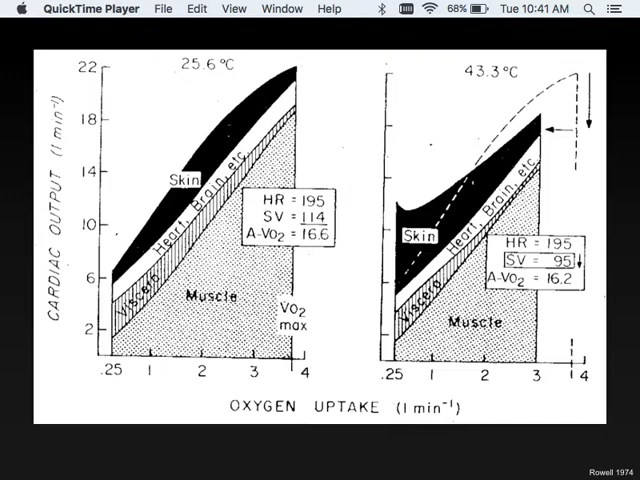 QuickTime Player File Edit View Window Help 68% Tue 10:41 AM
25.6 °C
43.3 °C
CARDIAC OUTPUT (l min⁻¹)
22
18
14
10
6
2
Skin
Heart, Brain, etc.
Viscera
Muscle
HR = 195
SV = 114
A-VO₂ = 16.6
V̇O₂
max
.25 1 2 3 4
Skin
Heart, Brain, etc.
Viscera
Muscle
HR = 195
SV = 95
A-VO₂ = 16.2
.25 1 2 3 4
OXYGEN UPTAKE (l min⁻¹)
Rowell 1974